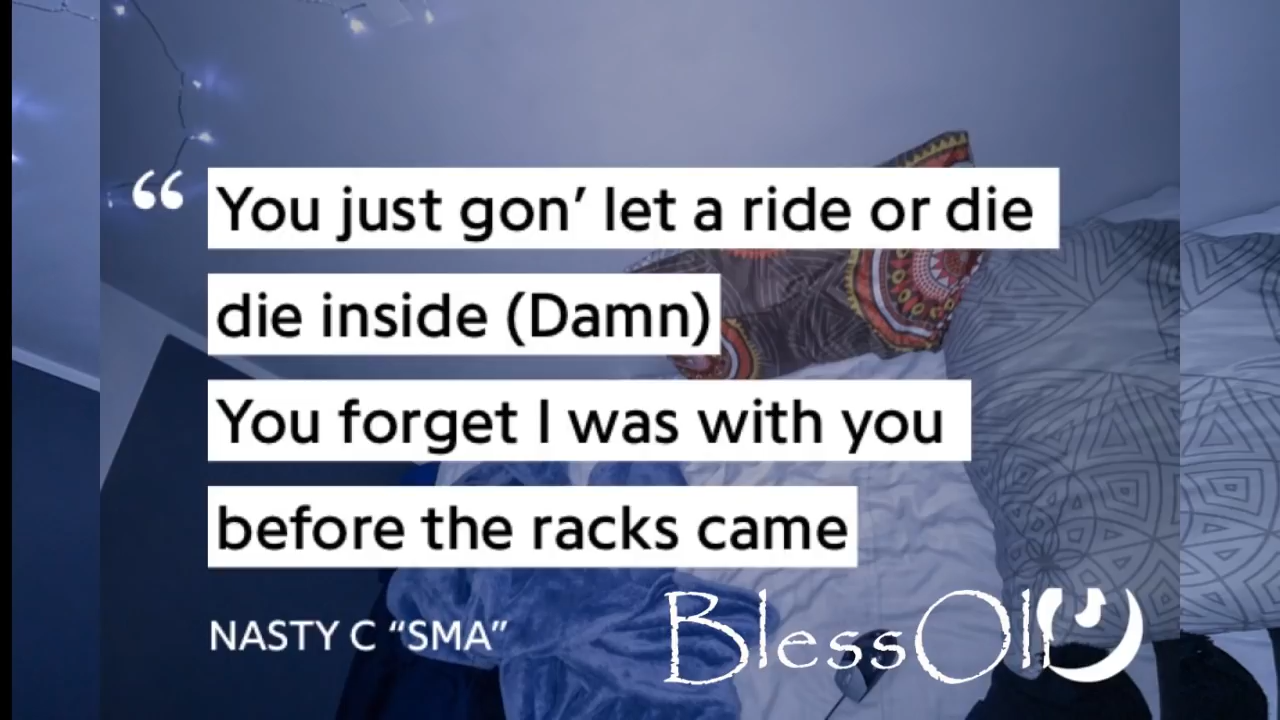 “ You just gon’ let a ride or die
die inside (Damn)
You forget I was with you
before the racks came
NASTY C “SMA”
BlessOll